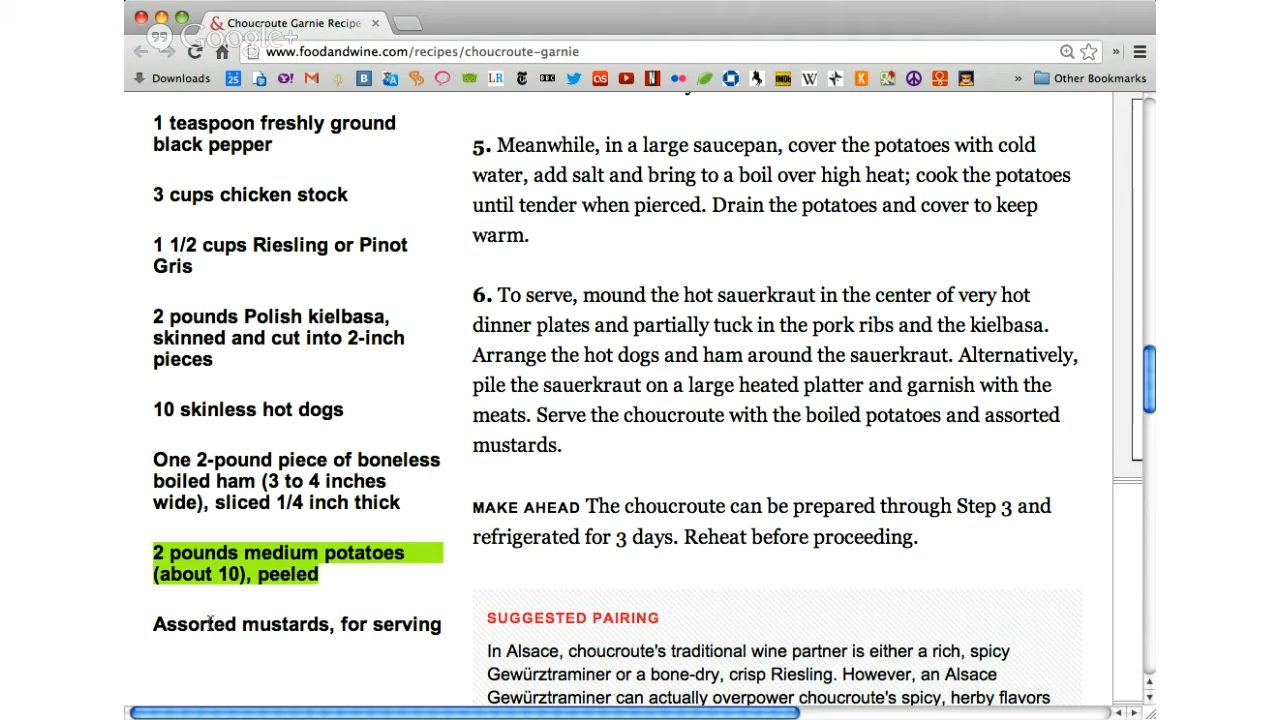 Choucroute Garnie Recipe
Google+
www.foodandwine.com/recipes/choucroute-garnie
Downloads
Other Bookmarks
1 teaspoon freshly ground
black pepper
3 cups chicken stock
1 1/2 cups Riesling or Pinot
Gris
2 pounds Polish kielbasa,
skinned and cut into 2-inch
pieces
10 skinless hot dogs
One 2-pound piece of boneless
boiled ham (3 to 4 inches
wide), sliced 1/4 inch thick
2 pounds medium potatoes
(about 10), peeled
Assorted mustards, for serving
5. Meanwhile, in a large saucepan, cover the potatoes with cold
water, add salt and bring to a boil over high heat; cook the potatoes
until tender when pierced. Drain the potatoes and cover to keep
warm.
6. To serve, mound the hot sauerkraut in the center of very hot
dinner plates and partially tuck in the pork ribs and the kielbasa.
Arrange the hot dogs and ham around the sauerkraut. Alternatively,
pile the sauerkraut on a large heated platter and garnish with the
meats. Serve the choucroute with the boiled potatoes and assorted
mustards.
MAKE AHEAD The choucroute can be prepared through Step 3 and
refrigerated for 3 days. Reheat before proceeding.
SUGGESTED PAIRING
In Alsace, choucroute's traditional wine partner is either a rich, spicy
Gewürztraminer or a bone-dry, crisp Riesling. However, an Alsace
Gewürztraminer can actually overpower choucroute's spicy, herby flavors